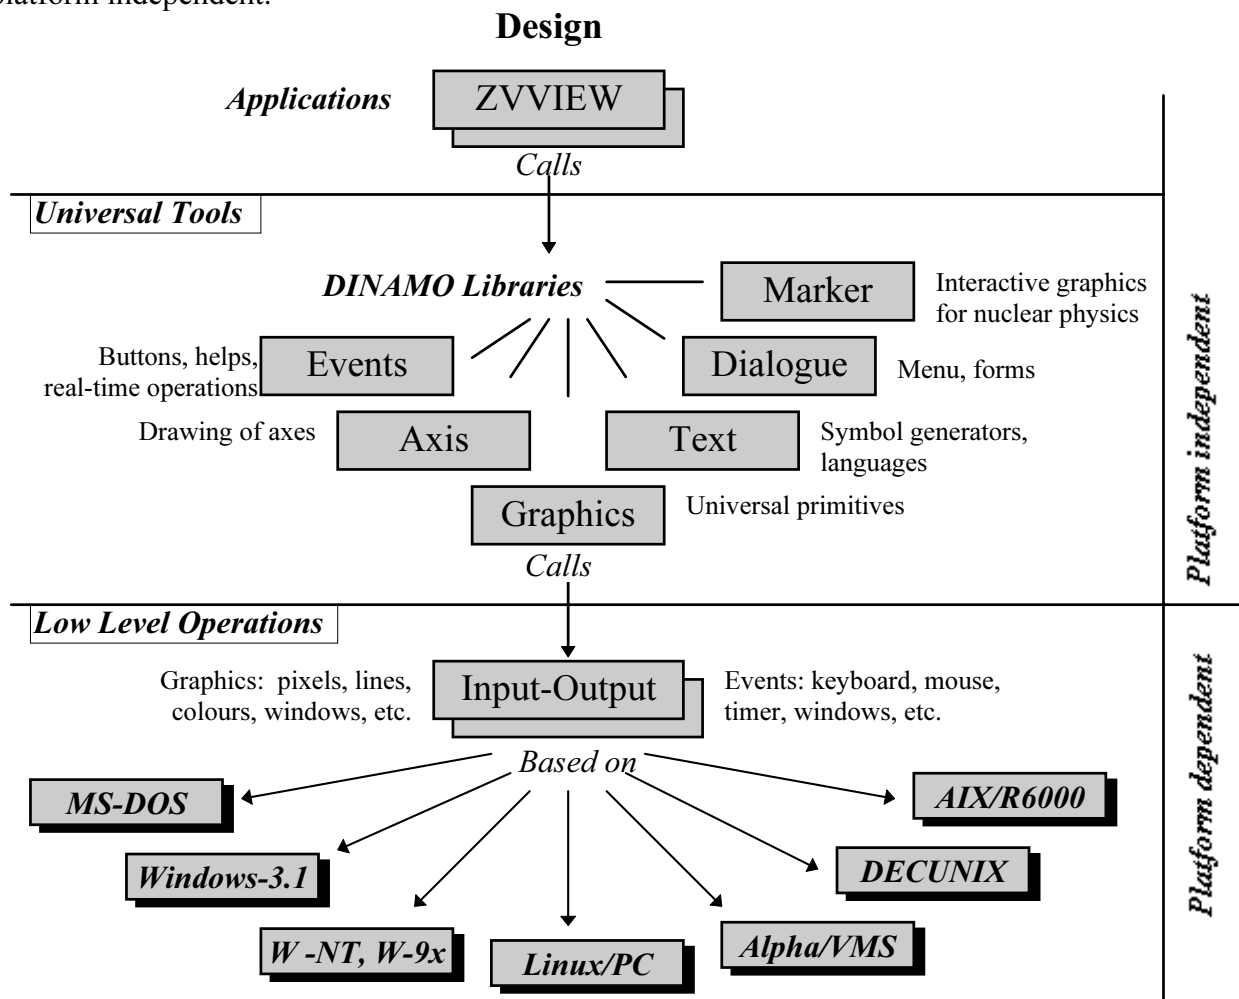 platform independent.
Design
Applications
ZVVIEW
Calls
Universal Tools
DINAMO Libraries
Marker
Interactive graphics
for nuclear physics
Buttons, helps,
real-time operations
Events
Dialogue
Menu, forms
Drawing of axes
Axis
Text
Symbol generators,
languages
Graphics
Universal primitives
Calls
Platform independent
Low Level Operations
Graphics: pixels, lines,
colours, windows, etc.
Input-Output
Events: keyboard, mouse,
timer, windows, etc.
Based on
MS-DOS
AIX/R6000
Windows-3.1
DECUNIX
W -NT, W-9x
Linux/PC
Alpha/VMS
Platform dependent